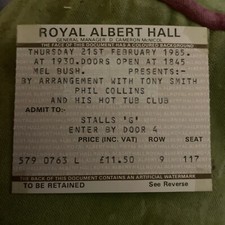 ROYAL ALBERT HALL
GENERAL MANAGER D. CAMERON McNICOL
THE FACE OF THIS DOCUMENT HAS A COLOURED BACKGROUND
THURSDAY 21ST FEBRUARY 1985.
AT 1930.DOORS OPEN AT 1845
MEL BUSH. PRESENTS:-
BY ARRANGEMENT WITH TONY SMITH
PHIL COLLINS
AND HIS HOT TUB CLUB
ADMIT TO:
STALLS 'G'
ENTER BY DOOR 4
PRICE (INC. VAT) ROW SEAT
579 0763 L £11.50 9 117
THE BACK OF THIS DOCUMENT CONTAINS AN ARTIFICIAL WATERMARK
TO BE RETAINED See Reverse